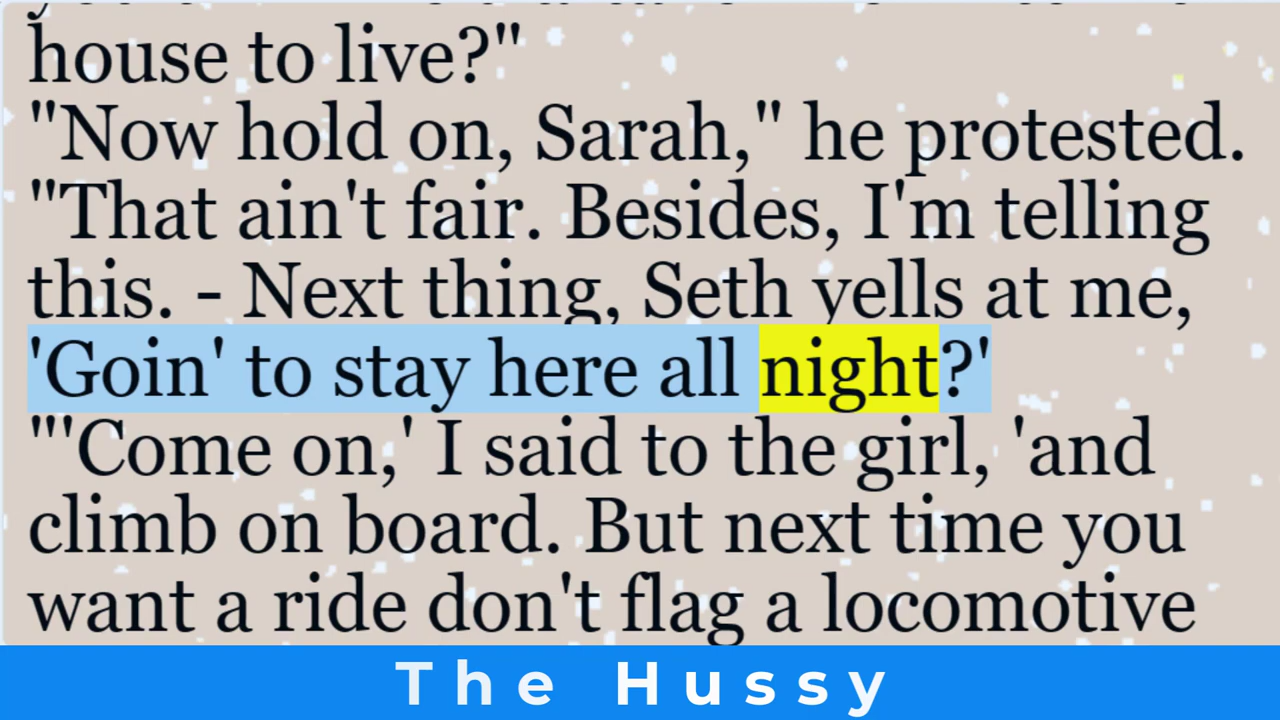 house to live?"
"Now hold on, Sarah," he protested.
"That ain't fair. Besides, I'm telling
this. - Next thing, Seth yells at me,
'Goin' to stay here all night?'
"'Come on,' I said to the girl, 'and
climb on board. But next time you
want a ride don't flag a locomotive
The Hussy